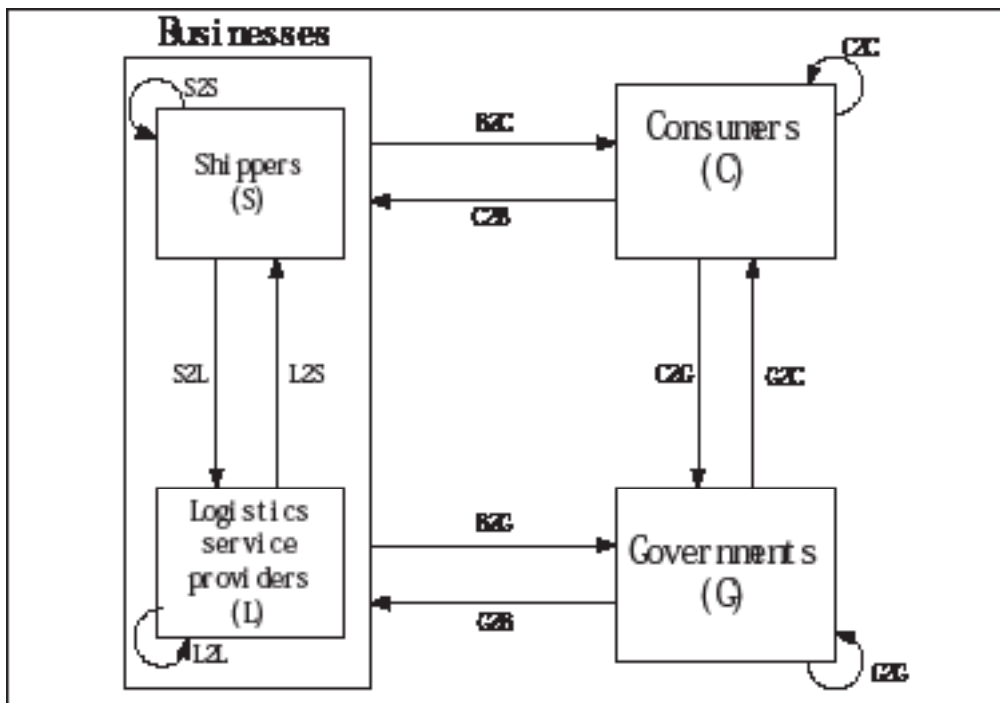 Businesses
C2C
S2S
Shippers
(S)
B2C
Consumers
(C)
C2B
S2L
L2S
C2G
G2C
Logistics
service
providers
(L)
B2G
Governments
(G)
G2B
L2L
G2G